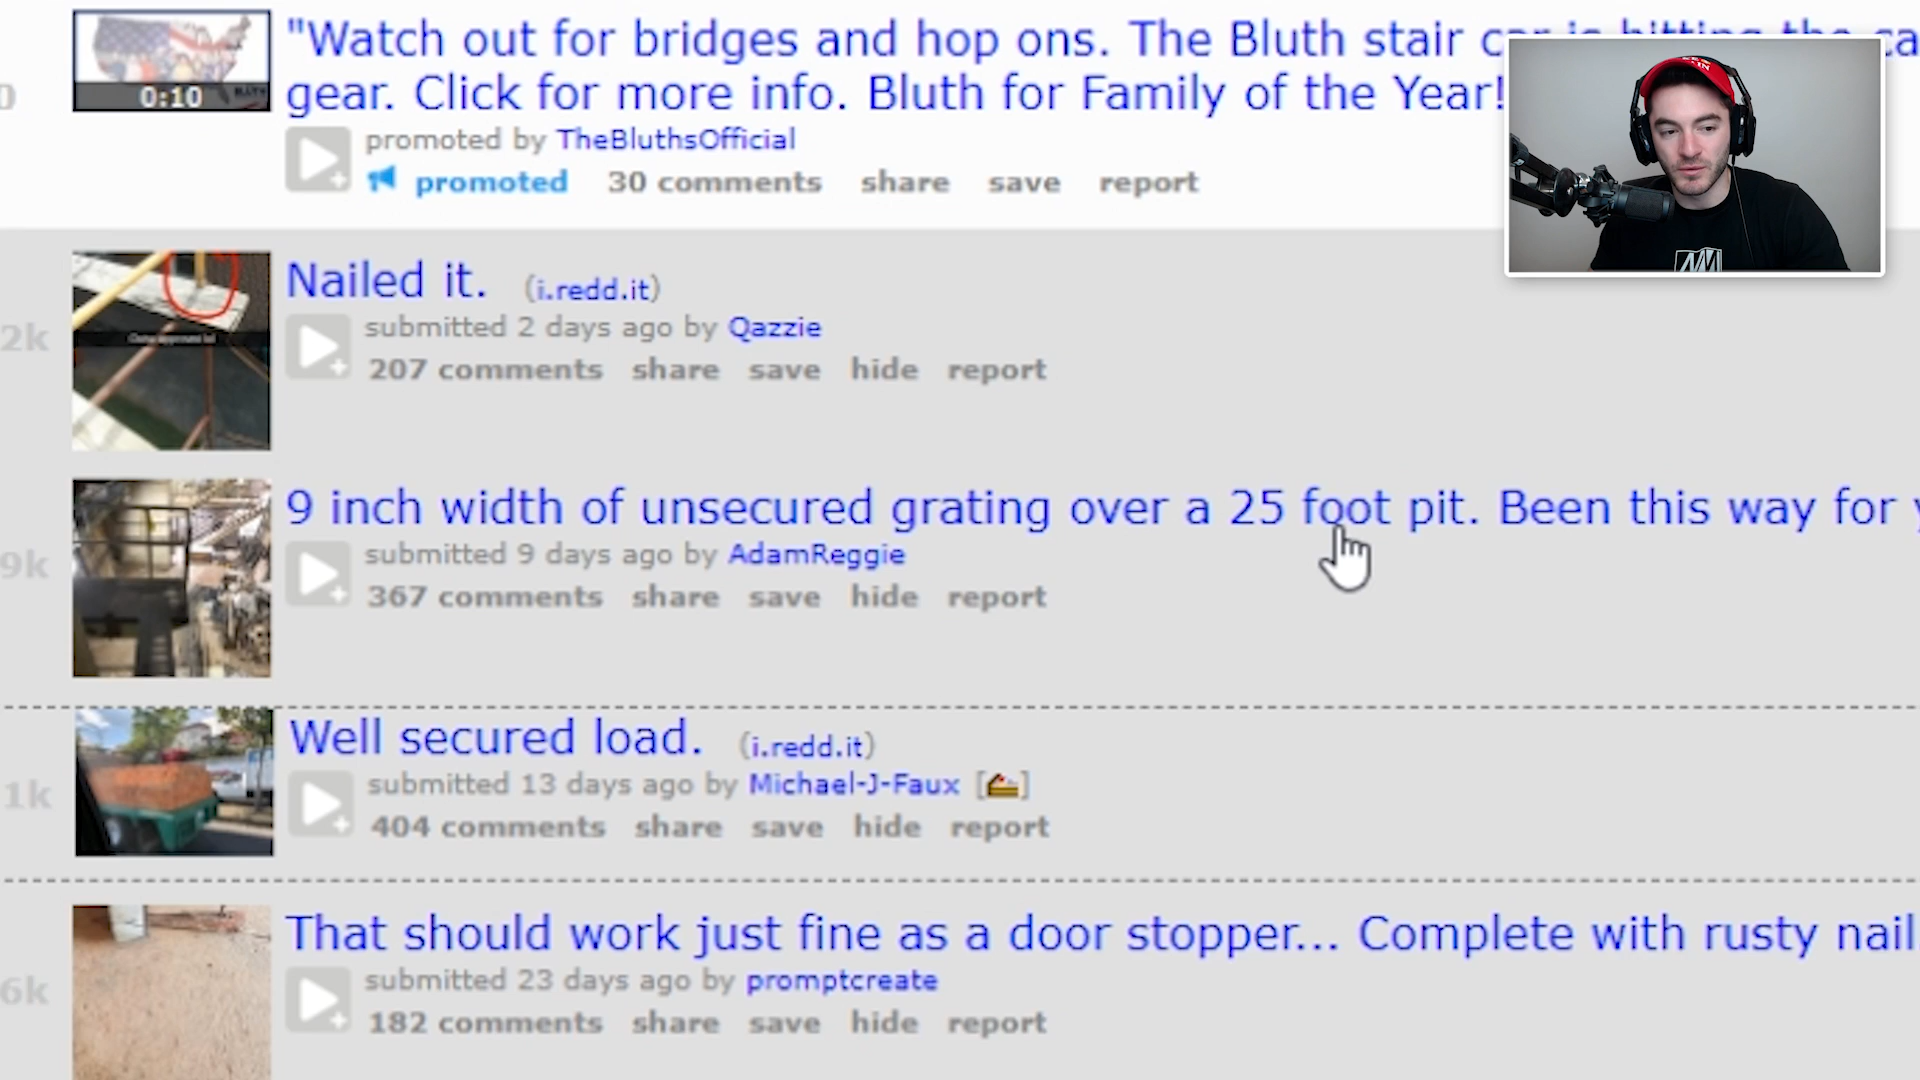 "Watch out for bridges and hop ons. The Bluth stair car is hitting the ca
gear. Click for more info. Bluth for Family of the Year!
0:10
promoted by TheBluthsOfficial
promoted 30 comments share save report
Nailed it. (i.redd.it)
2k
submitted 2 days ago by Qazzie
207 comments share save hide report
9 inch width of unsecured grating over a 25 foot pit. Been this way for y
9k
submitted 9 days ago by AdamReggie
367 comments share save hide report
Well secured load. (i.redd.it)
1k
submitted 13 days ago by Michael-J-Faux
404 comments share save hide report
That should work just fine as a door stopper... Complete with rusty nail
6k
submitted 23 days ago by promptcreate
182 comments share save hide report